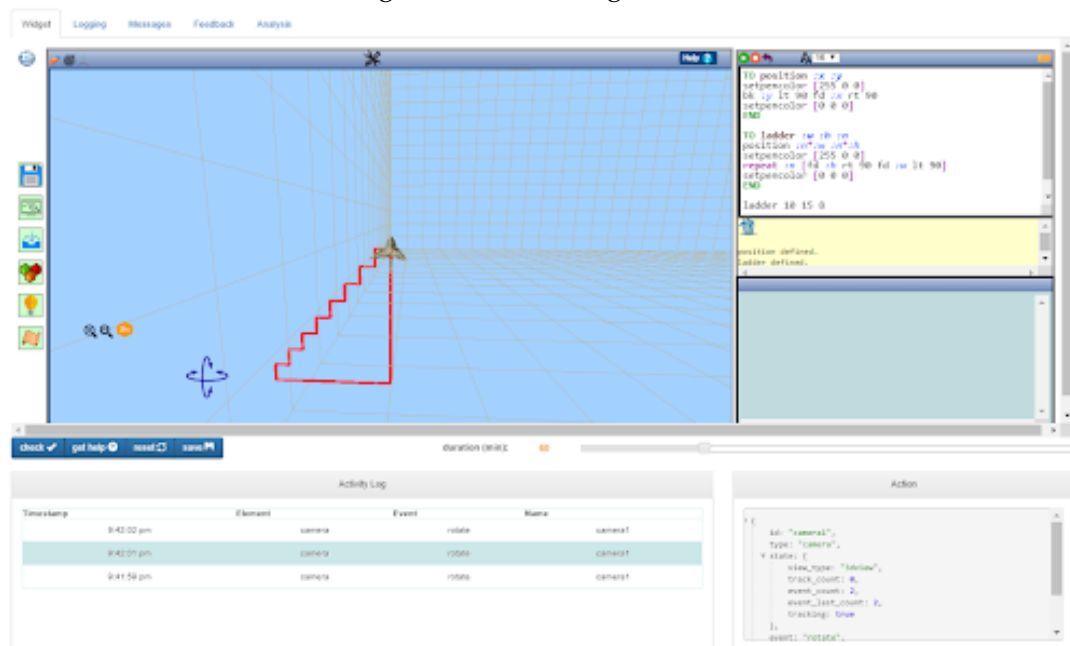 Widget Logging Messages Feedback Analysis
Help
TO position :x :y
setpencolor [255 0 0]
bk :y lt 90 fd :x rt 90
setpencolor [0 0 0]
END
TO ladder :w :h :n
position :n*:w :n*:h
setpencolor [255 0 0]
repeat :n [fd :h rt 90 fd :w lt 90]
setpencolor [0 0 0]
END
ladder 10 15 8
position defined.
ladder defined.
check get help reset save
duration (min): 60
Activity Log
Timestamp Element Event Name
9:42:02 pm camera rotate camera1
9:42:01 pm camera rotate camera1
9:41:59 pm camera rotate camera1
Action
{
id: "camera1",
type: "camera",
state: {
view_type: "3dview",
track_count: 0,
event_count: 2,
event_last_count: 2,
tracking: true
},
event: "rotate",